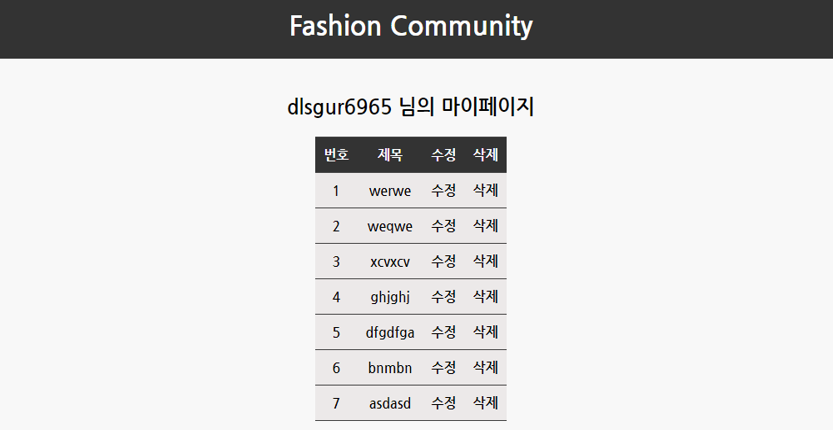 Fashion Community
dlsgur6965 님의 마이페이지
번호 제목 수정 삭제
1 werwe 수정 삭제
2 weqwe 수정 삭제
3 xcvxcv 수정 삭제
4 ghjghj 수정 삭제
5 dfgdfga 수정 삭제
6 bnmbn 수정 삭제
7 asdasd 수정 삭제